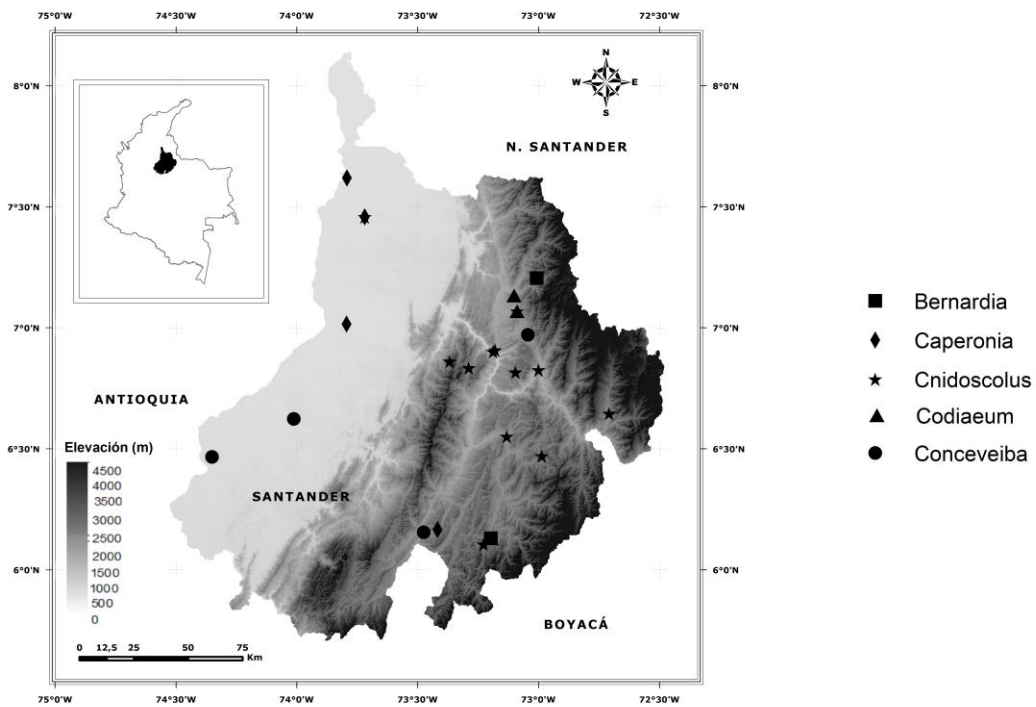 75°0'W 74°30'W 74°0'W 73°30'W 73°0'W 72°30'W
N
W E
S
8°0'N 8°0'N
N. SANTANDER
7°30'N 7°30'N
Bernardia
7°0'N 7°0'N
Caperonia
Cnidoscolus
ANTIOQUIA
Codiaeum
6°30'N 6°30'N
Conceveiba
Elevación (m)
4500
4000
3500
3000
2500
2000
1500
1000
500
0
SANTANDER
6°0'N 6°0'N
BOYACÁ
0 12,5 25 50 75
Km
75°0'W 74°30'W 74°0'W 73°30'W 73°0'W 72°30'W